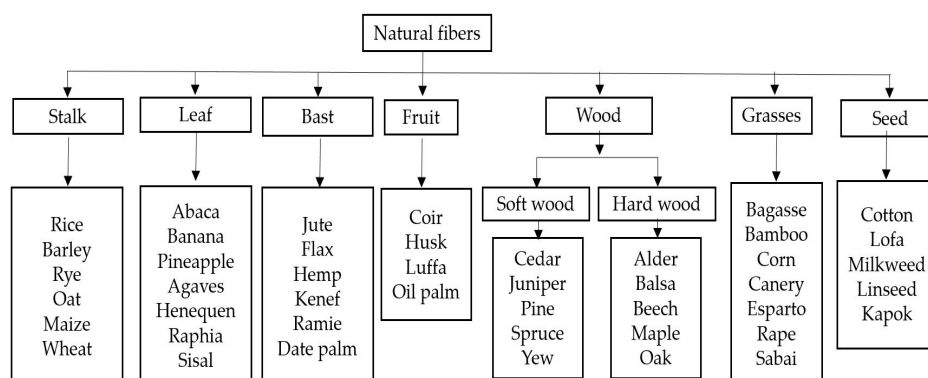 Natural fibers
Stalk
Leaf
Bast
Fruit
Wood
Grasses
Seed
Soft wood
Hard wood
Rice
Barley
Rye
Oat
Maize
Wheat
Abaca
Banana
Pineapple
Agaves
Henequen
Raphia
Sisal
Jute
Flax
Hemp
Kenef
Ramie
Date palm
Coir
Husk
Luffa
Oil palm
Cedar
Juniper
Pine
Spruce
Yew
Alder
Balsa
Beech
Maple
Oak
Bagasse
Bamboo
Corn
Canery
Esparto
Rape
Sabai
Cotton
Lofa
Milkweed
Linseed
Kapok